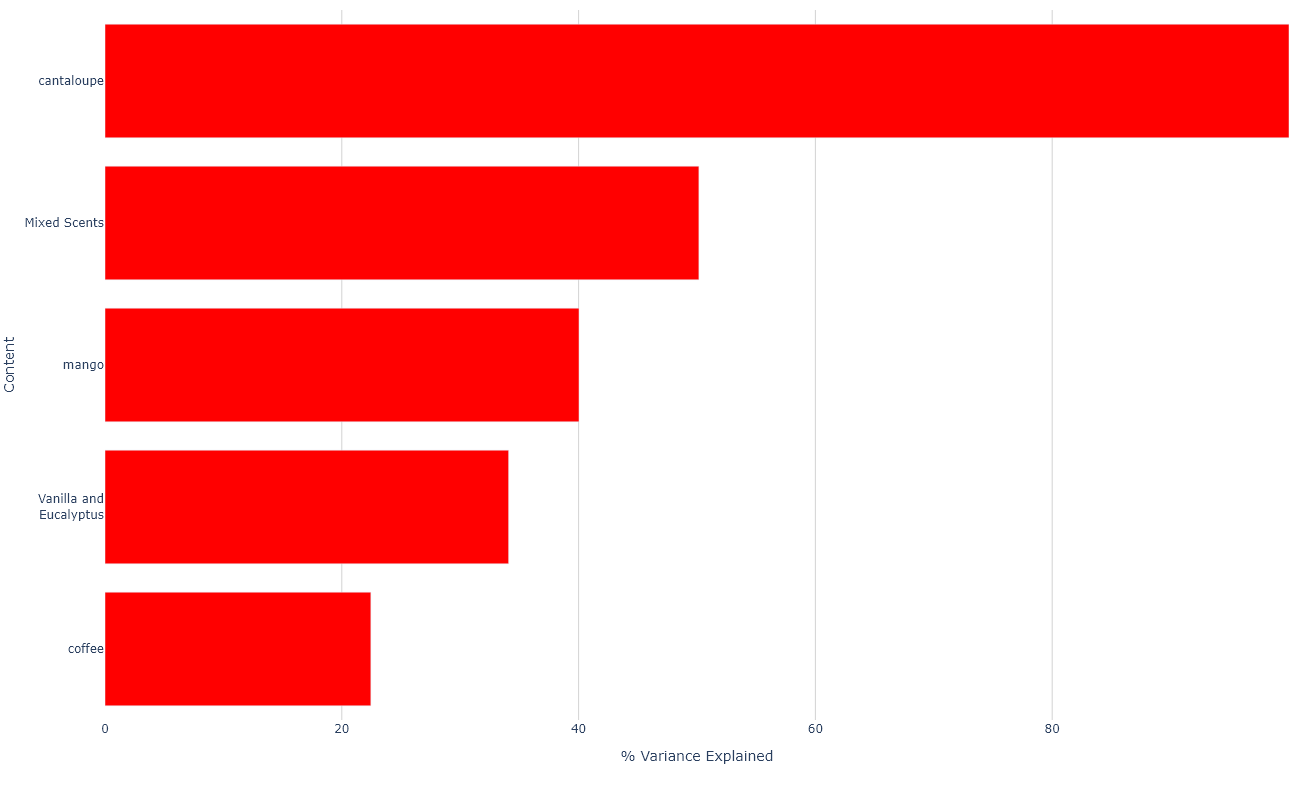 cantaloupe
Mixed Scents
mango
Vanilla and
Eucalyptus
coffee
Content
0 20 40 60 80
% Variance Explained